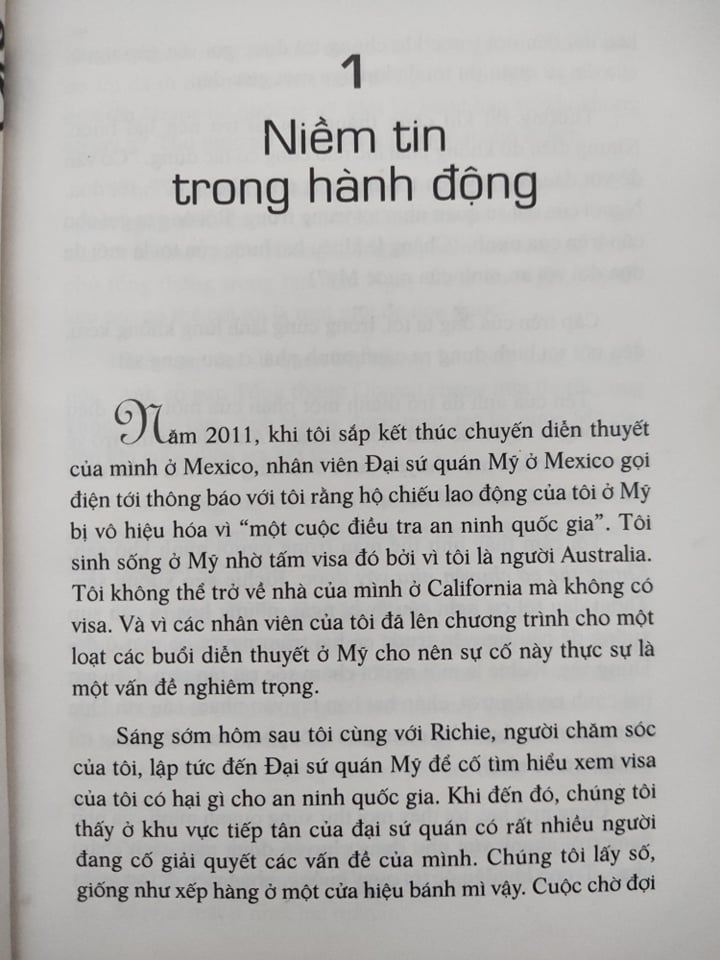 1
Niềm tin
trong hành động
Năm 2011, khi tôi sắp kết thúc chuyến diễn thuyết
của mình ở Mexico, nhân viên Đại sứ quán Mỹ ở Mexico gọi
điện tới thông báo với tôi rằng hộ chiếu lao động của tôi ở Mỹ
bị vô hiệu hóa vì “một cuộc điều tra an ninh quốc gia”. Tôi
sinh sống ở Mỹ nhờ tấm visa đó bởi vì tôi là người Australia.
Tôi không thể trở về nhà của mình ở California mà không có
visa. Và vì các nhân viên của tôi đã lên chương trình cho một
loạt các buổi diễn thuyết ở Mỹ cho nên sự cố này thực sự là
một vấn đề nghiêm trọng.
Sáng sớm hôm sau tôi cùng với Richie, người chăm sóc
của tôi, lập tức đến Đại sứ quán Mỹ để cố tìm hiểu xem visa
của tôi có hại gì cho an ninh quốc gia. Khi đến đó, chúng tôi
thấy ở khu vực tiếp tân của đại sứ quán có rất nhiều người
đang cố giải quyết các vấn đề của mình. Chúng tôi lấy số,
giống như xếp hàng ở một cửa hiệu bánh mì vậy. Cuộc chờ đợi